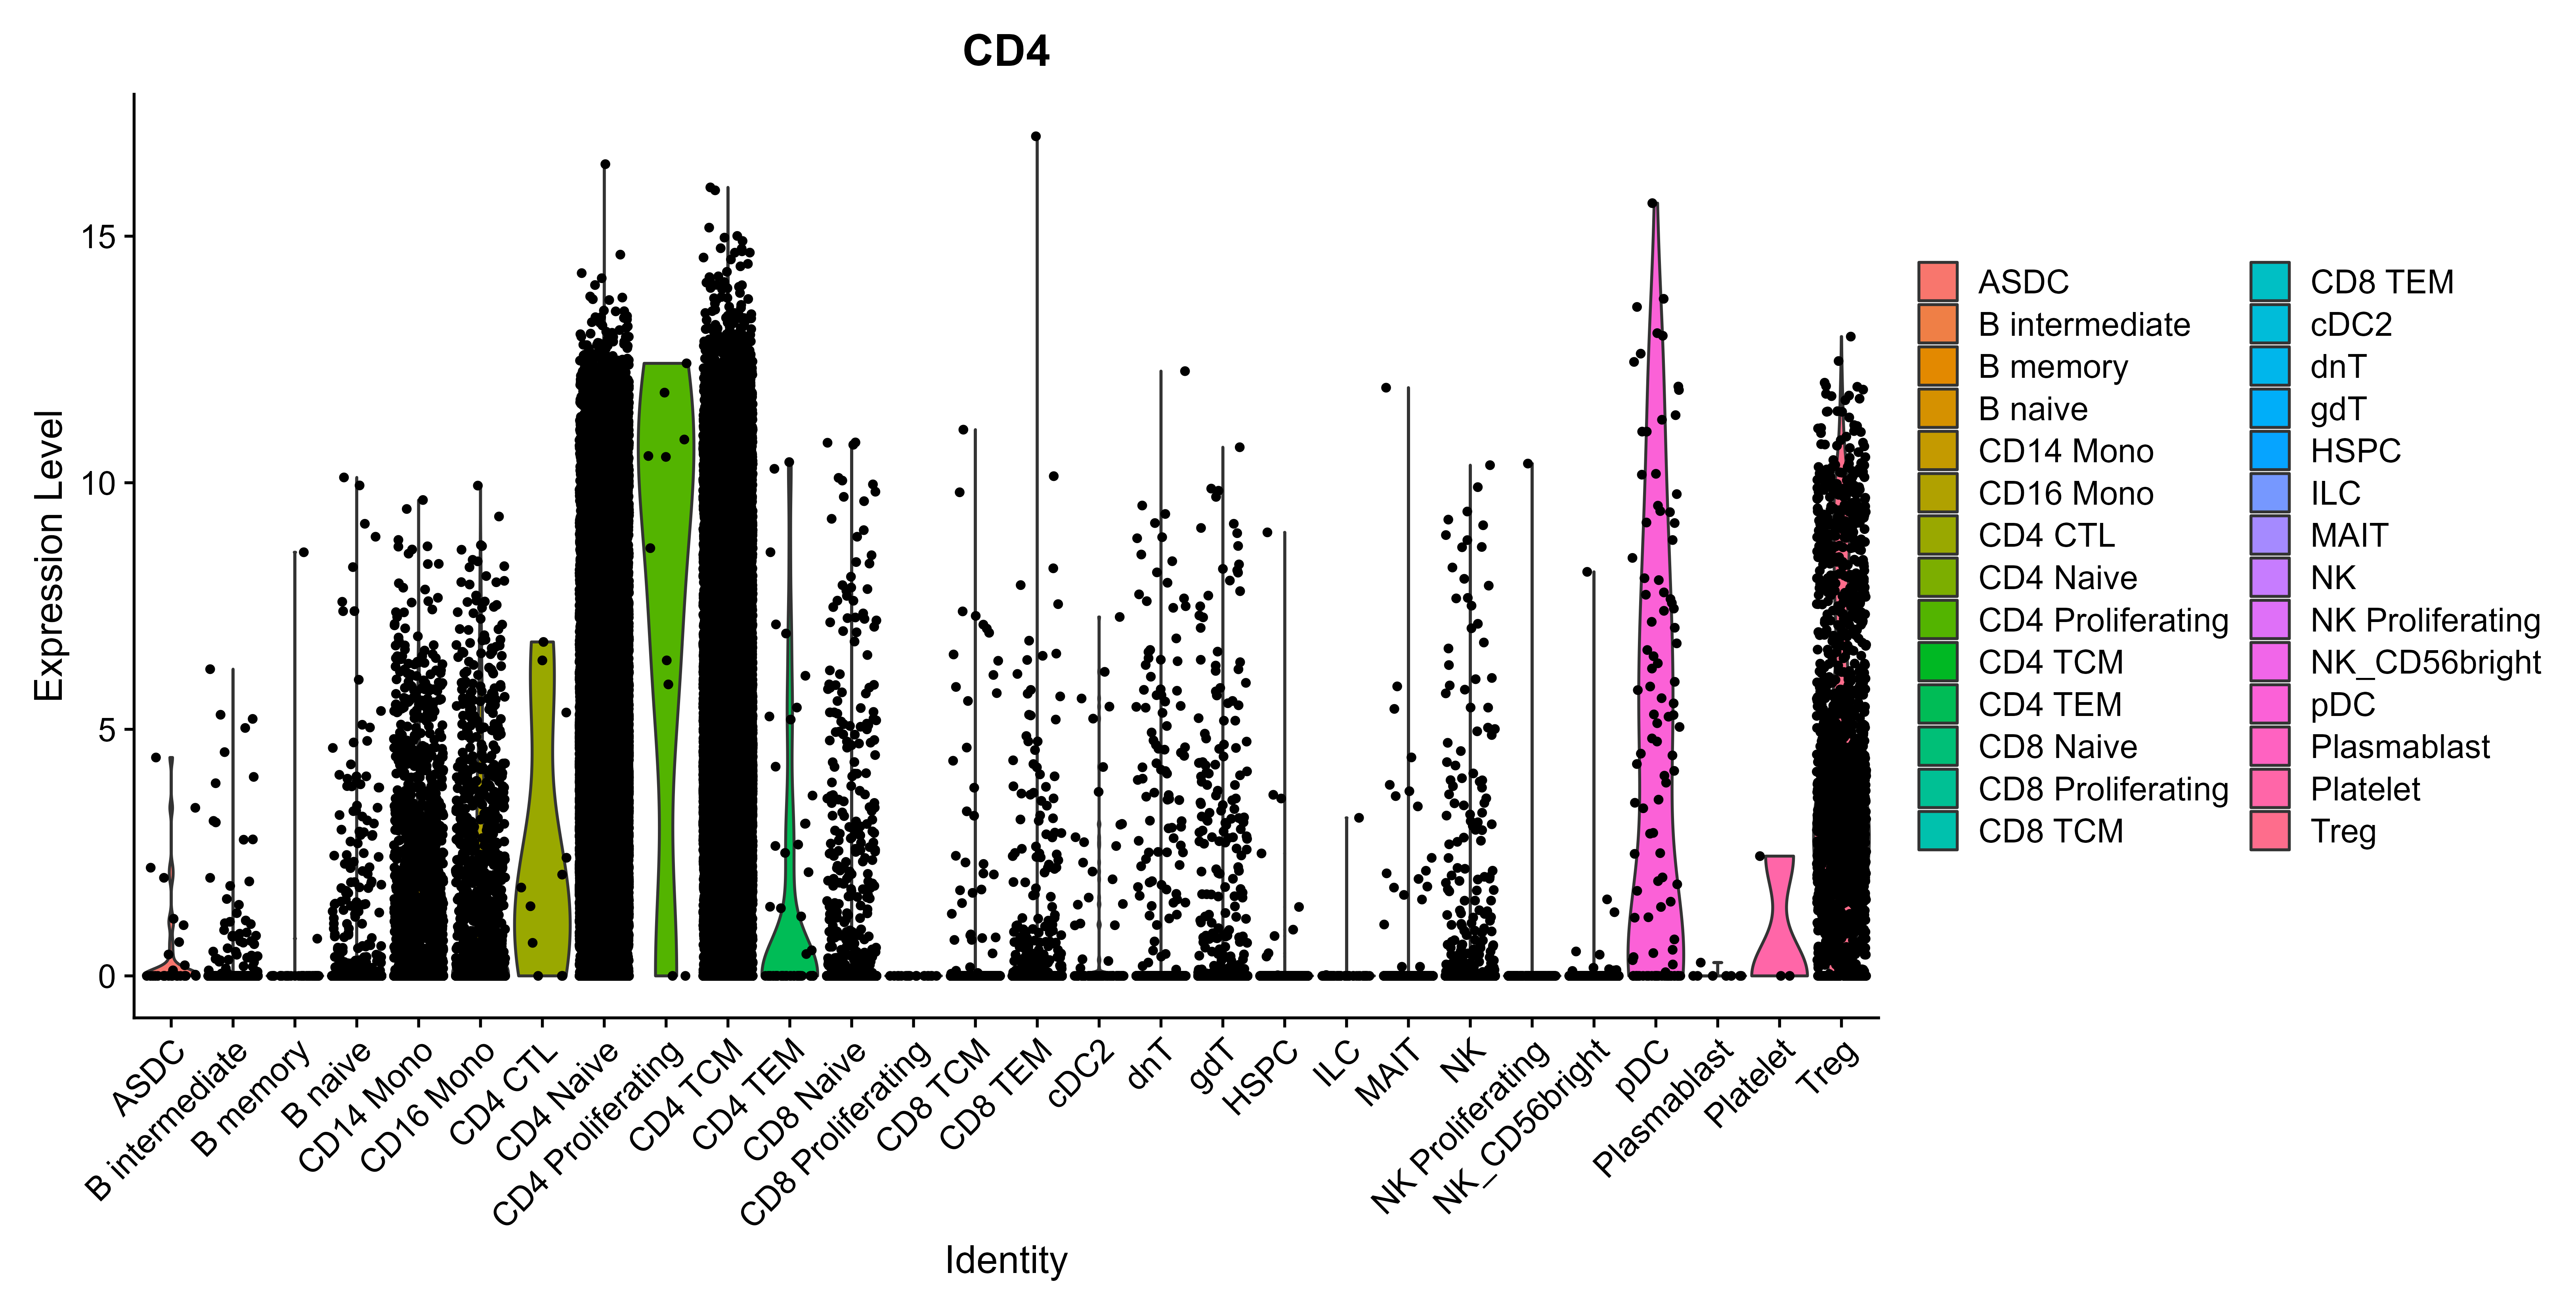 CD4
Expression Level
15
10
5
0
ASDC
B intermediate
B memory
B naive
CD14 Mono
CD16 Mono
CD4 CTL
CD4 Naive
CD4 Proliferating
CD4 TCM
CD4 TEM
CD8 Naive
CD8 Proliferating
CD8 TCM
CD8 TEM
cDC2
dnT
gdT
HSPC
ILC
MAIT
NK
NK Proliferating
NK_CD56bright
pDC
Plasmablast
Platelet
Treg
Identity
ASDC
B intermediate
B memory
B naive
CD14 Mono
CD16 Mono
CD4 CTL
CD4 Naive
CD4 Proliferating
CD4 TCM
CD4 TEM
CD8 Naive
CD8 Proliferating
CD8 TCM
CD8 TEM
cDC2
dnT
gdT
HSPC
ILC
MAIT
NK
NK Proliferating
NK_CD56bright
pDC
Plasmablast
Platelet
Treg